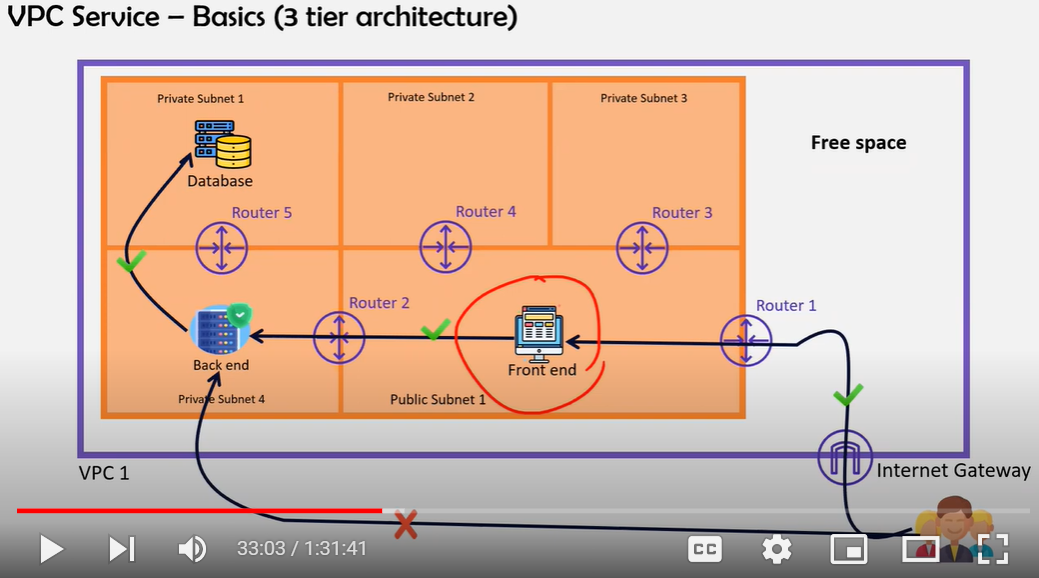 VPC Service – Basics (3 tier architecture)
Private Subnet 1
Private Subnet 2
Private Subnet 3
Free space
Database
Router 5
Router 4
Router 3
Router 2
Router 1
Back end
Front end
Private Subnet 4
Public Subnet 1
VPC 1
Internet Gateway
33:03 / 1:31:41
CC